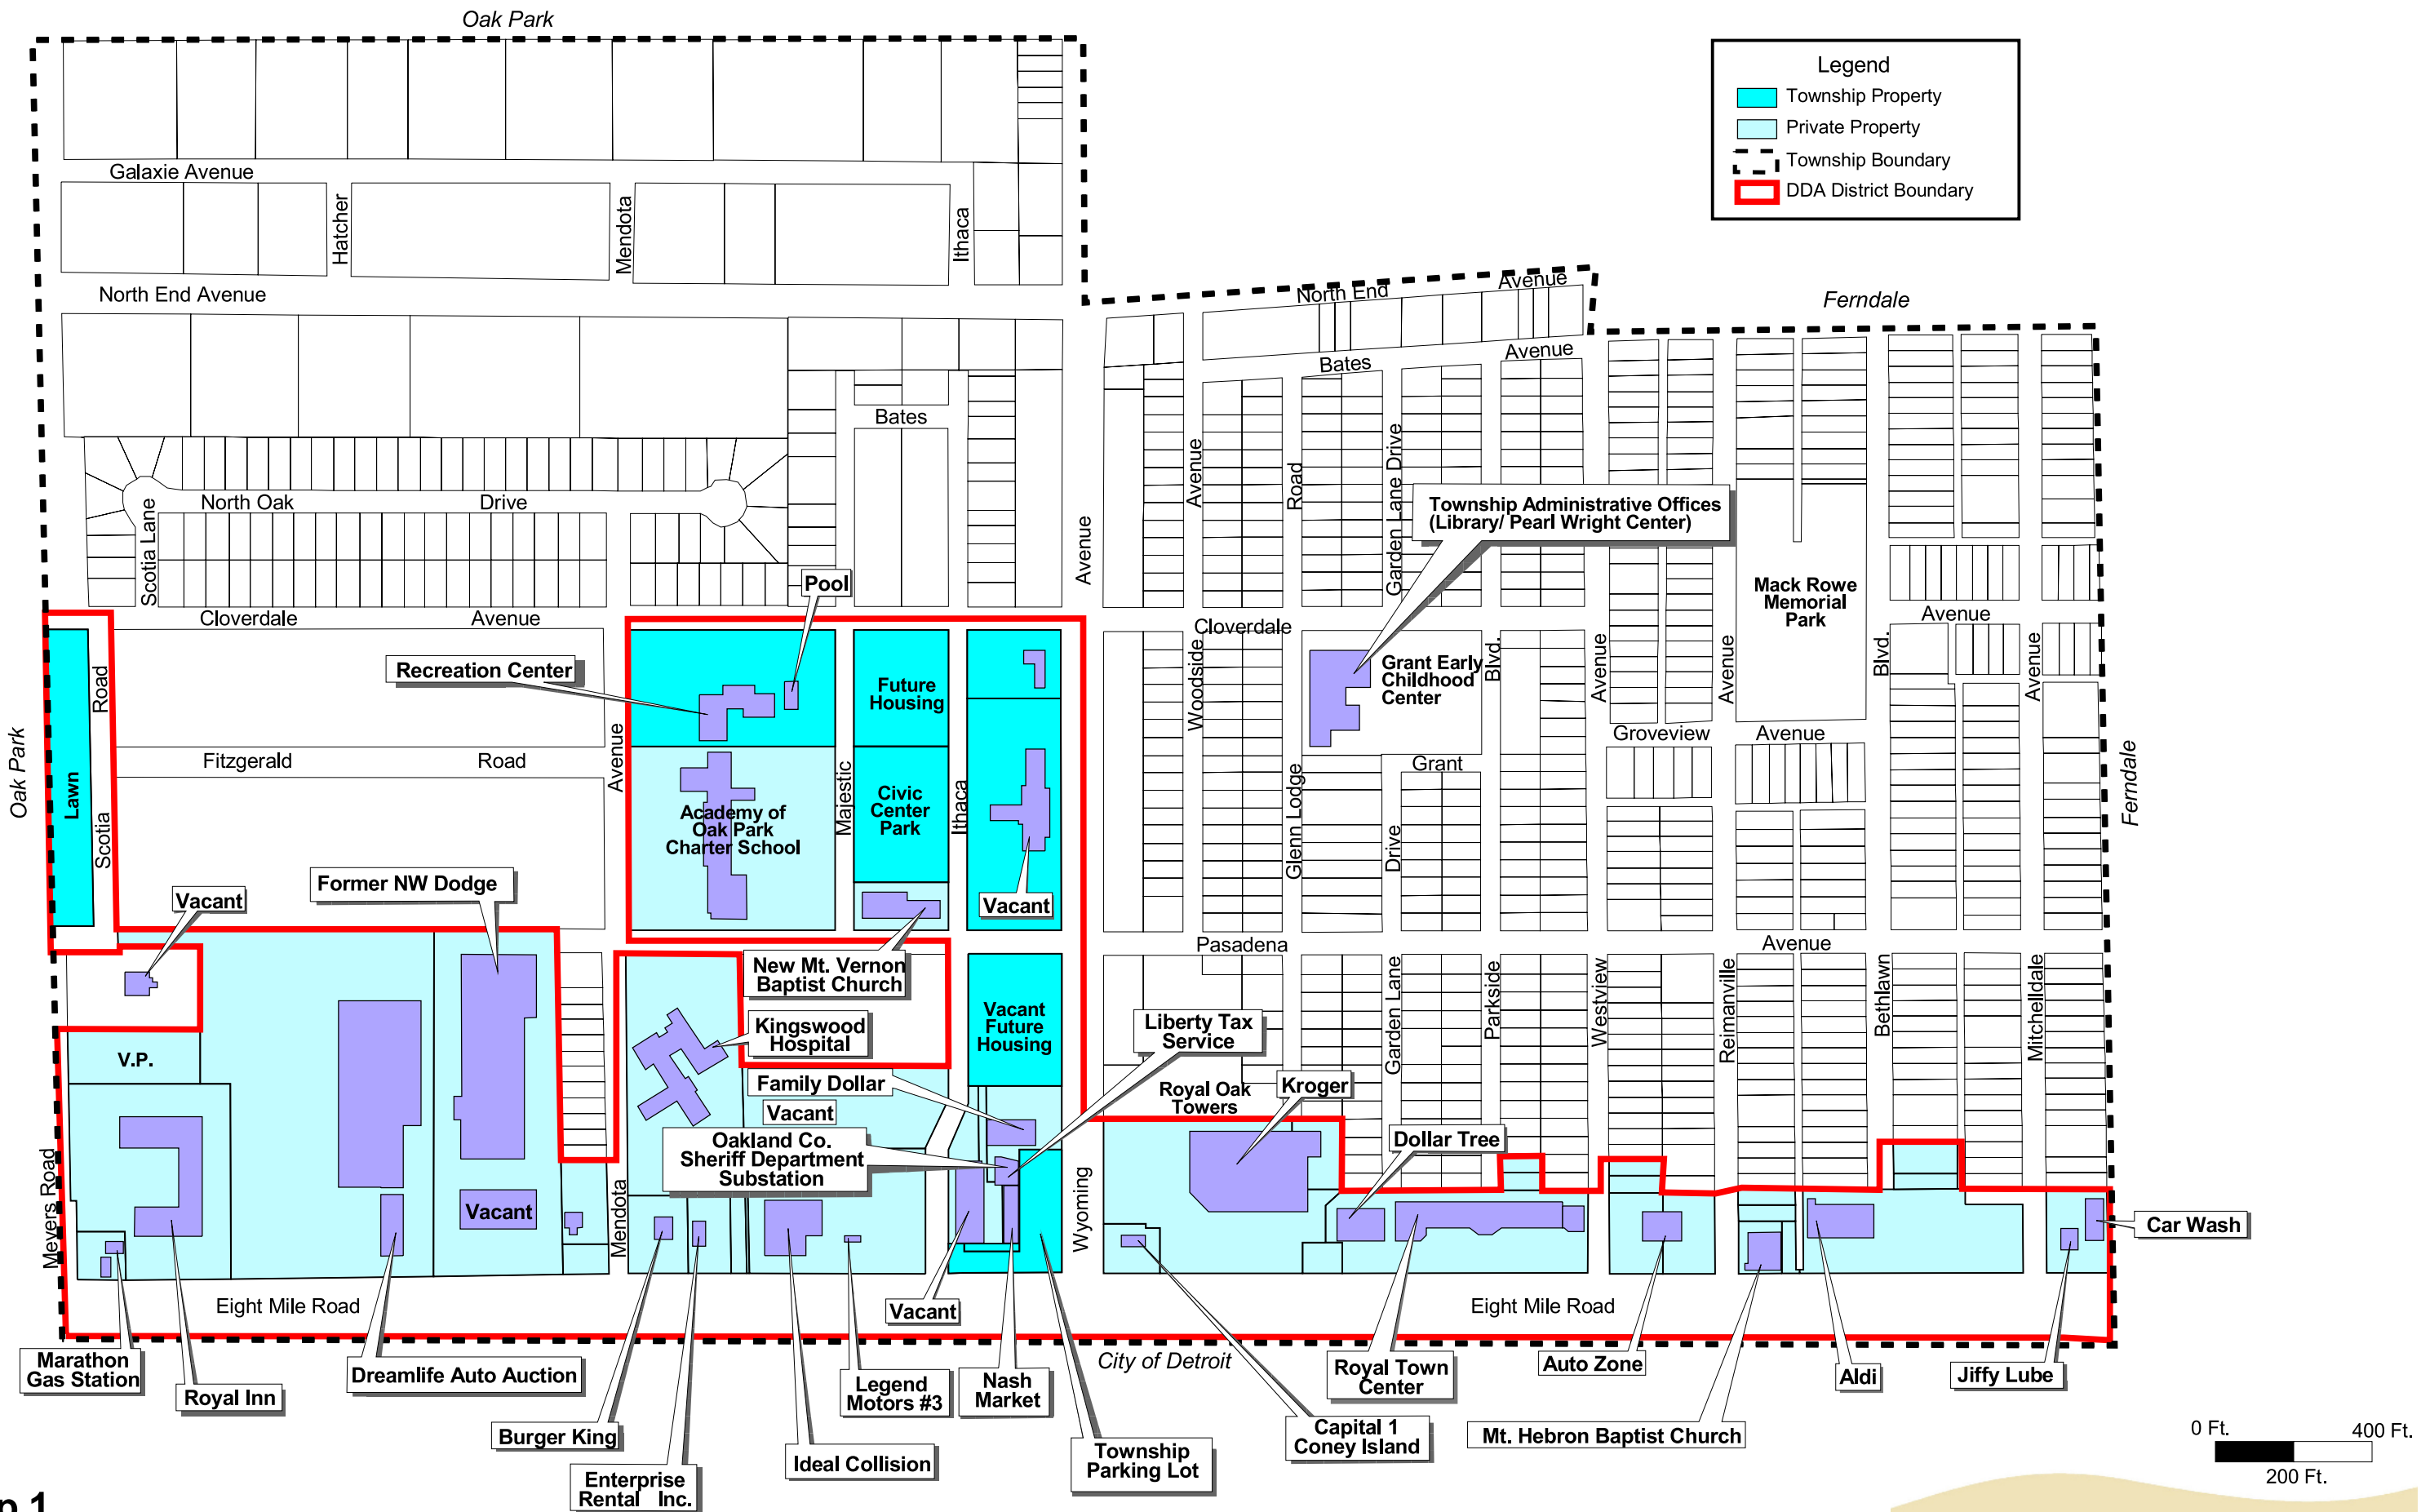 Oak Park
Legend
Township Property
Private Property
Township Boundary
DDA District Boundary
Galaxie Avenue
Hatcher
Mendota
Ithaca
North End Avenue
North End
Avenue
Ferndale
Bates
Avenue
Bates
North Oak
Drive
Scotia Lane
Avenue
Avenue
Road
Garden Lane Drive
Township Administrative Offices
(Library/ Pearl Wright Center)
Mack Rowe
Memorial
Park
Avenue
Pool
Cloverdale
Avenue
Cloverdale
Recreation Center
Future
Housing
Grant Early
Childhood
Center
Woodside
Blvd.
Avenue
Avenue
Blvd.
Avenue
Road
Scotia
Lawn
Oak Park
Fitzgerald
Road
Avenue
Academy of
Oak Park
Charter School
Majestic
Civic
Center
Park
Ithaca
Glenn Lodge
Drive
Grant
Groveview
Avenue
Ferndale
Vacant
Former NW Dodge
Vacant
Pasadena
Avenue
New Mt. Vernon
Baptist Church
Kingswood
Hospital
Vacant
Future
Housing
Liberty Tax
Service
Garden Lane
Parkside
Westview
Reimanville
Bethlawn
Mitchelldale
V.P.
Family Dollar
Vacant
Royal Oak
Towers
Kroger
Oakland Co.
Sheriff Department
Substation
Dollar Tree
Meyers Road
Vacant
Mendota
Wyoming
Car Wash
Eight Mile Road
Vacant
Eight Mile Road
City of Detroit
Marathon
Gas Station
Royal Inn
Dreamlife Auto Auction
Burger King
Enterprise
Rental Inc.
Ideal Collision
Legend
Motors #3
Nash
Market
Township
Parking Lot
Capital 1
Coney Island
Royal Town
Center
Auto Zone
Mt. Hebron Baptist Church
Aldi
Jiffy Lube
0 Ft.
400 Ft.
200 Ft.
p 1